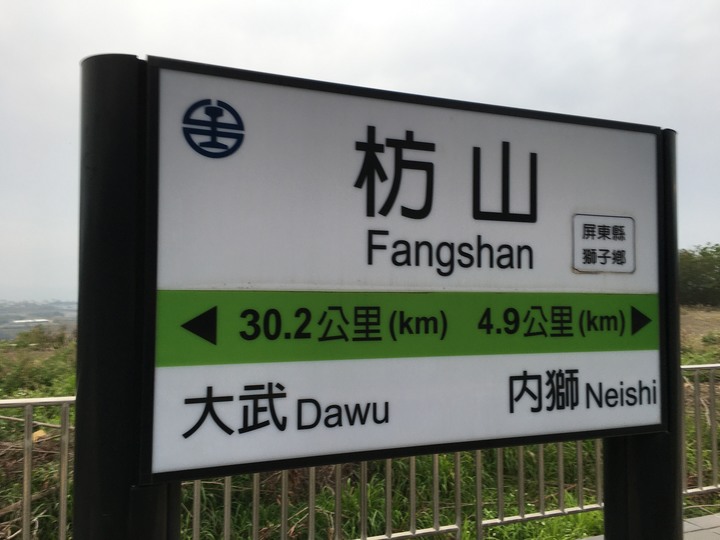 枋山
Fangshan
屏東縣
獅子鄉
◀ 30.2公里(km) 4.9公里(km) ▶
大武 Dawu 內獅 Neishi